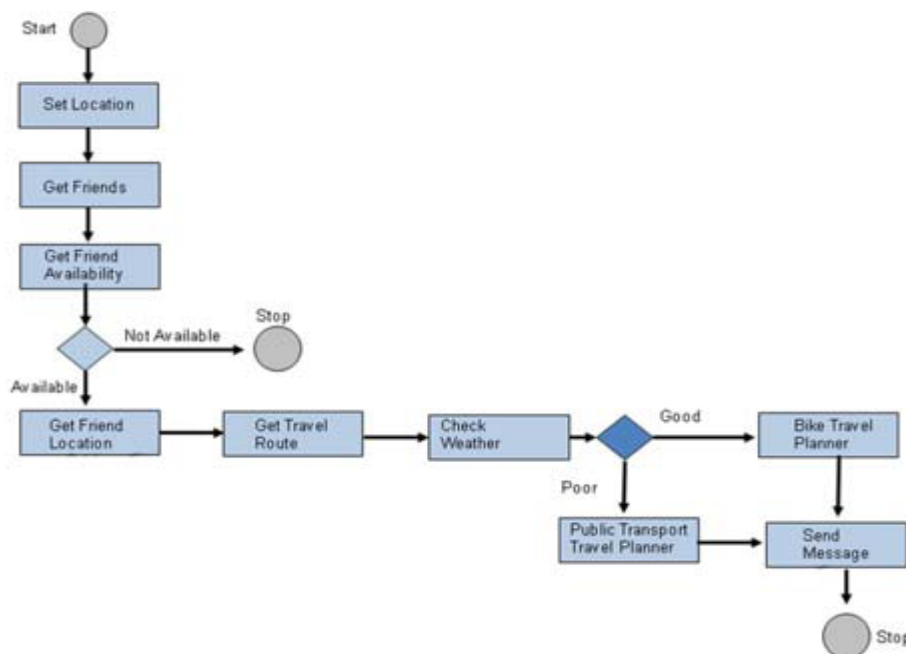 Start
Set Location
Get Friends
Get Friend
Availability
Stop
Not Available
Available
Get Friend
Location
Get Travel
Route
Check
Weather
Good
Bike Travel
Planner
Poor
Public Transport
Travel Planner
Send
Message
Stop